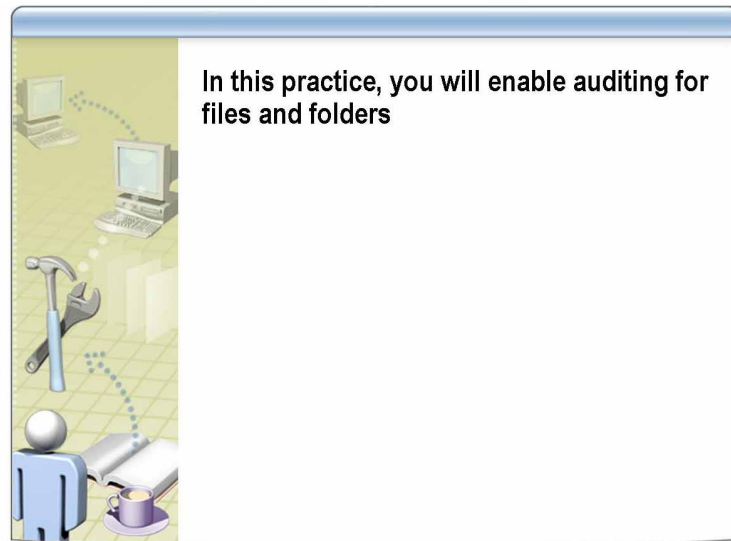 In this practice, you will enable auditing for
files and folders